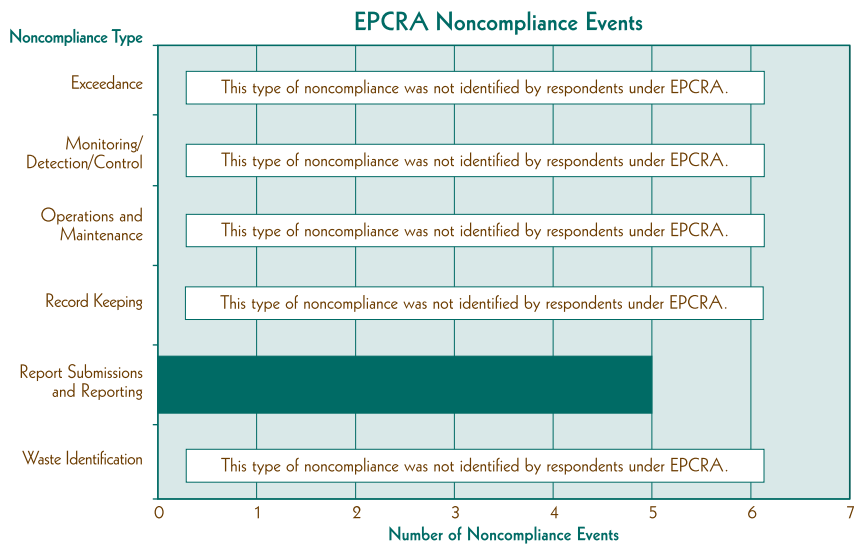 EPCRA Noncompliance Events
Noncompliance Type
Exceedance
This type of noncompliance was not identified by respondents under EPCRA.
Monitoring/
Detection/Control
This type of noncompliance was not identified by respondents under EPCRA.
Operations and
Maintenance
This type of noncompliance was not identified by respondents under EPCRA.
Record Keeping
This type of noncompliance was not identified by respondents under EPCRA.
Report Submissions
and Reporting
Waste Identification
This type of noncompliance was not identified by respondents under EPCRA.
0 1 2 3 4 5 6 7
Number of Noncompliance Events